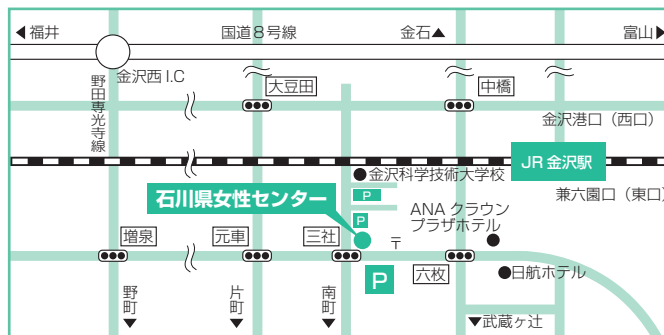 ◀福井
国道8号線
金石▲
富山▶
金沢西I.C
野田専光寺線
大豆田
中橋
金沢港口（西口）
JR 金沢駅
金沢科学技術大学校
P
兼六園口（東口）
石川県女性センター
P
ANA クラウン
プラザホテル
増泉
元車
三社
〒
六枚
P
日航ホテル
野町
片町
南町
▼武蔵ヶ辻